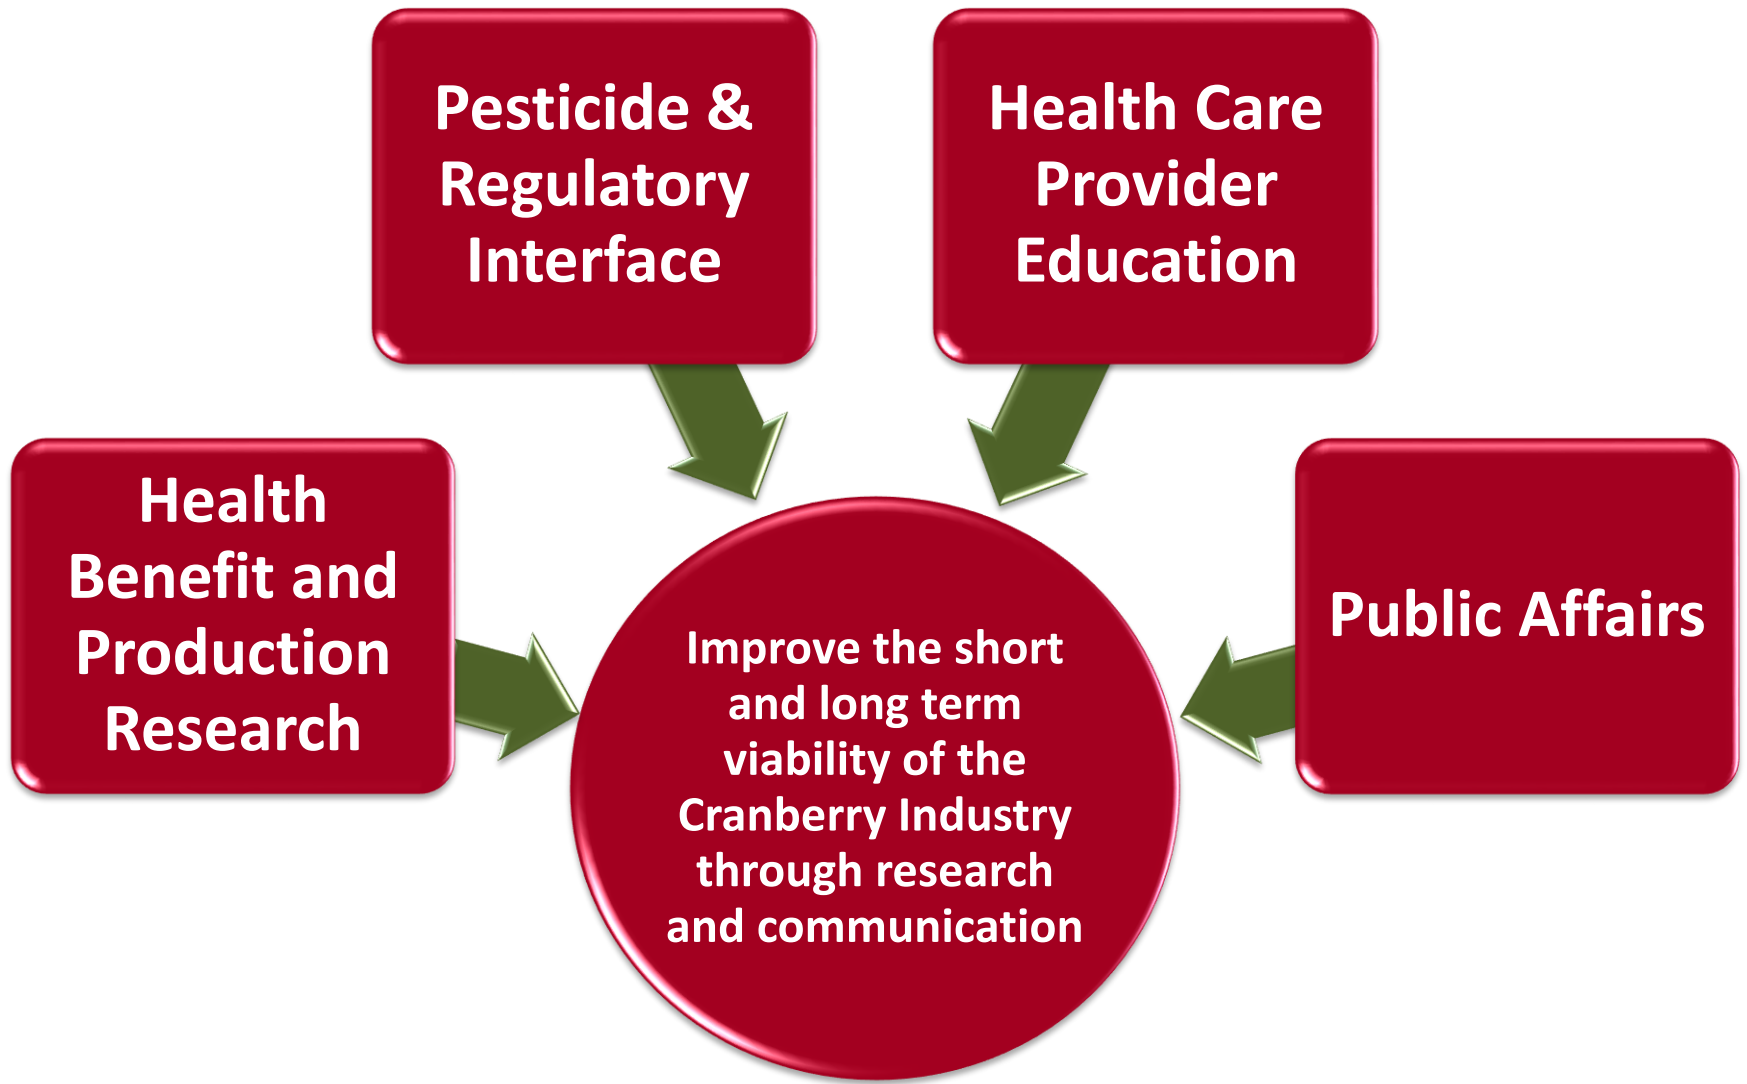 Pesticide &
Regulatory
Interface
Health Care
Provider
Education
Health
Benefit and
Production
Research
Public Affairs
Improve the short
and long term
viability of the
Cranberry Industry
through research
and communication